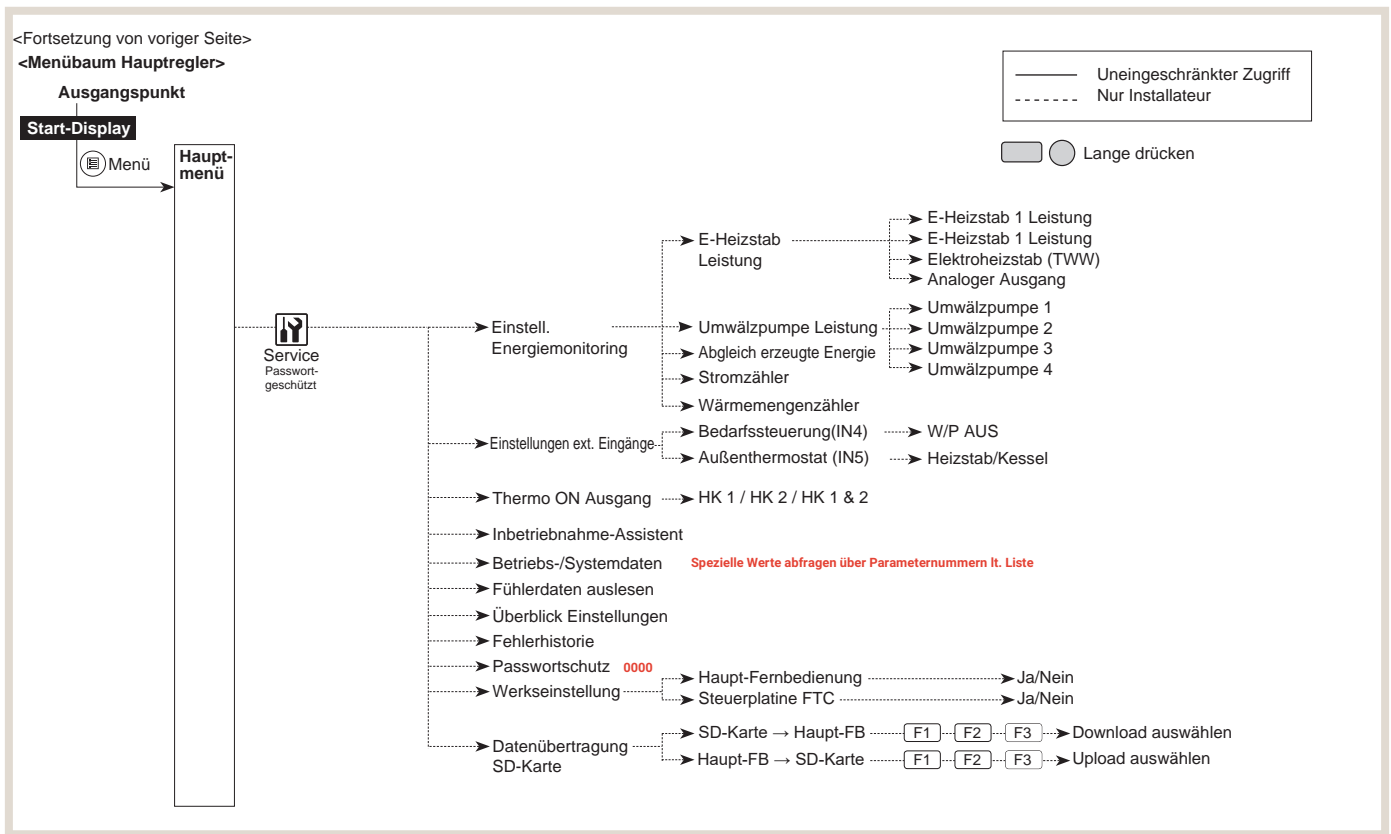 <Fortsetzung von voriger Seite>
<Menübaum Hauptregler>
Ausgangspunkt
Start-Display
Menü
Haupt-
menü
Uneingeschränkter Zugriff
Nur Installateur
Lange drücken
Service
Passwort-
geschützt
Einstell.
Energiemonitoring
E-Heizstab
Leistung
E-Heizstab 1 Leistung
E-Heizstab 1 Leistung
Elektroheizstab (TWW)
Analoger Ausgang
Umwälzpumpe Leistung
Umwälzpumpe 1
Umwälzpumpe 2
Umwälzpumpe 3
Umwälzpumpe 4
Abgleich erzeugte Energie
Stromzähler
Wärmemengenzähler
Einstellungen ext. Eingänge
Bedarfssteuerung(IN4)
W/P AUS
Außenthermostat (IN5)
Heizstab/Kessel
Thermo ON Ausgang
HK 1 / HK 2 / HK 1 & 2
Inbetriebnahme-Assistent
Betriebs-/Systemdaten
Spezielle Werte abfragen über Parameternummern lt. Liste
Fühlerdaten auslesen
Überblick Einstellungen
Fehlerhistorie
Passwortschutz 0000
Werkseinstellung
Haupt-Fernbedienung
Ja/Nein
Steuerplatine FTC
Ja/Nein
Datenübertragung
SD-Karte
SD-Karte → Haupt-FB F1 F2 F3 Download auswählen
Haupt-FB → SD-Karte F1 F2 F3 Upload auswählen